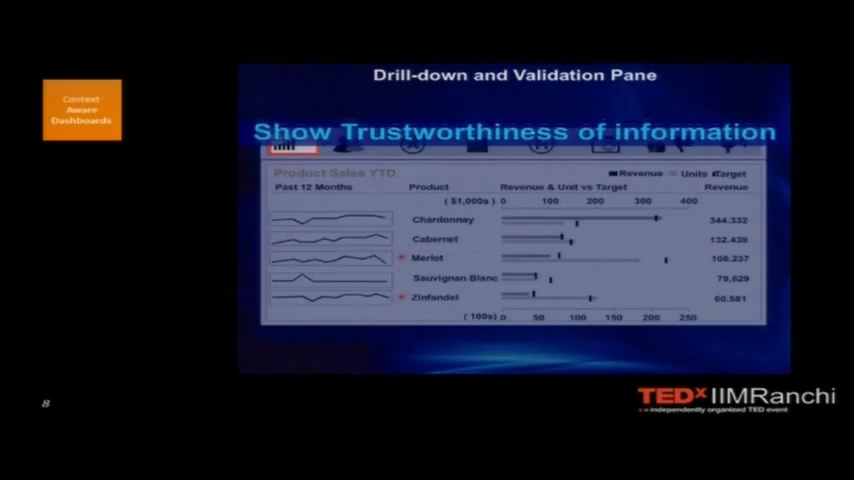 Drill-down and Validation Pane
Context
Aware
Dashboards
Show Trustworthiness of information
Product Sales YTD
Revenue Units Target
Past 12 Months Product Revenue & Unit vs Target Revenue
( $1,000s ) 0 100 200 300 400
Chardonnay 344.332
Cabernet 132.439
Merlot 108.237
Sauvignan Blanc 79,629
Zinfandel 60.581
( 100s) 0 50 100 150 200 250
8
TEDx IIMRanchi
x = independently organized TED event